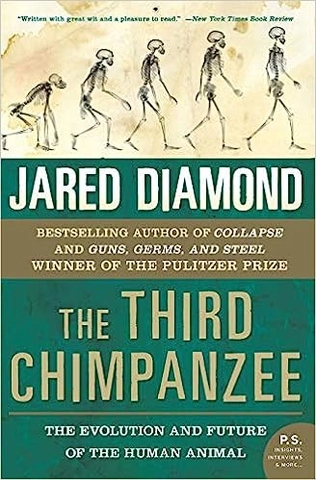 "Written with great wit and a pleasure to read." —New York Times Book Review
JARED DIAMOND
BESTSELLING AUTHOR OF COLLAPSE
AND GUNS, GERMS, AND STEEL
WINNER OF THE PULITZER PRIZE
THE THIRD
CHIMPANZEE
THE EVOLUTION AND FUTURE
OF THE HUMAN ANIMAL
P.S.
INSIGHTS,
INTERVIEWS
& MORE...